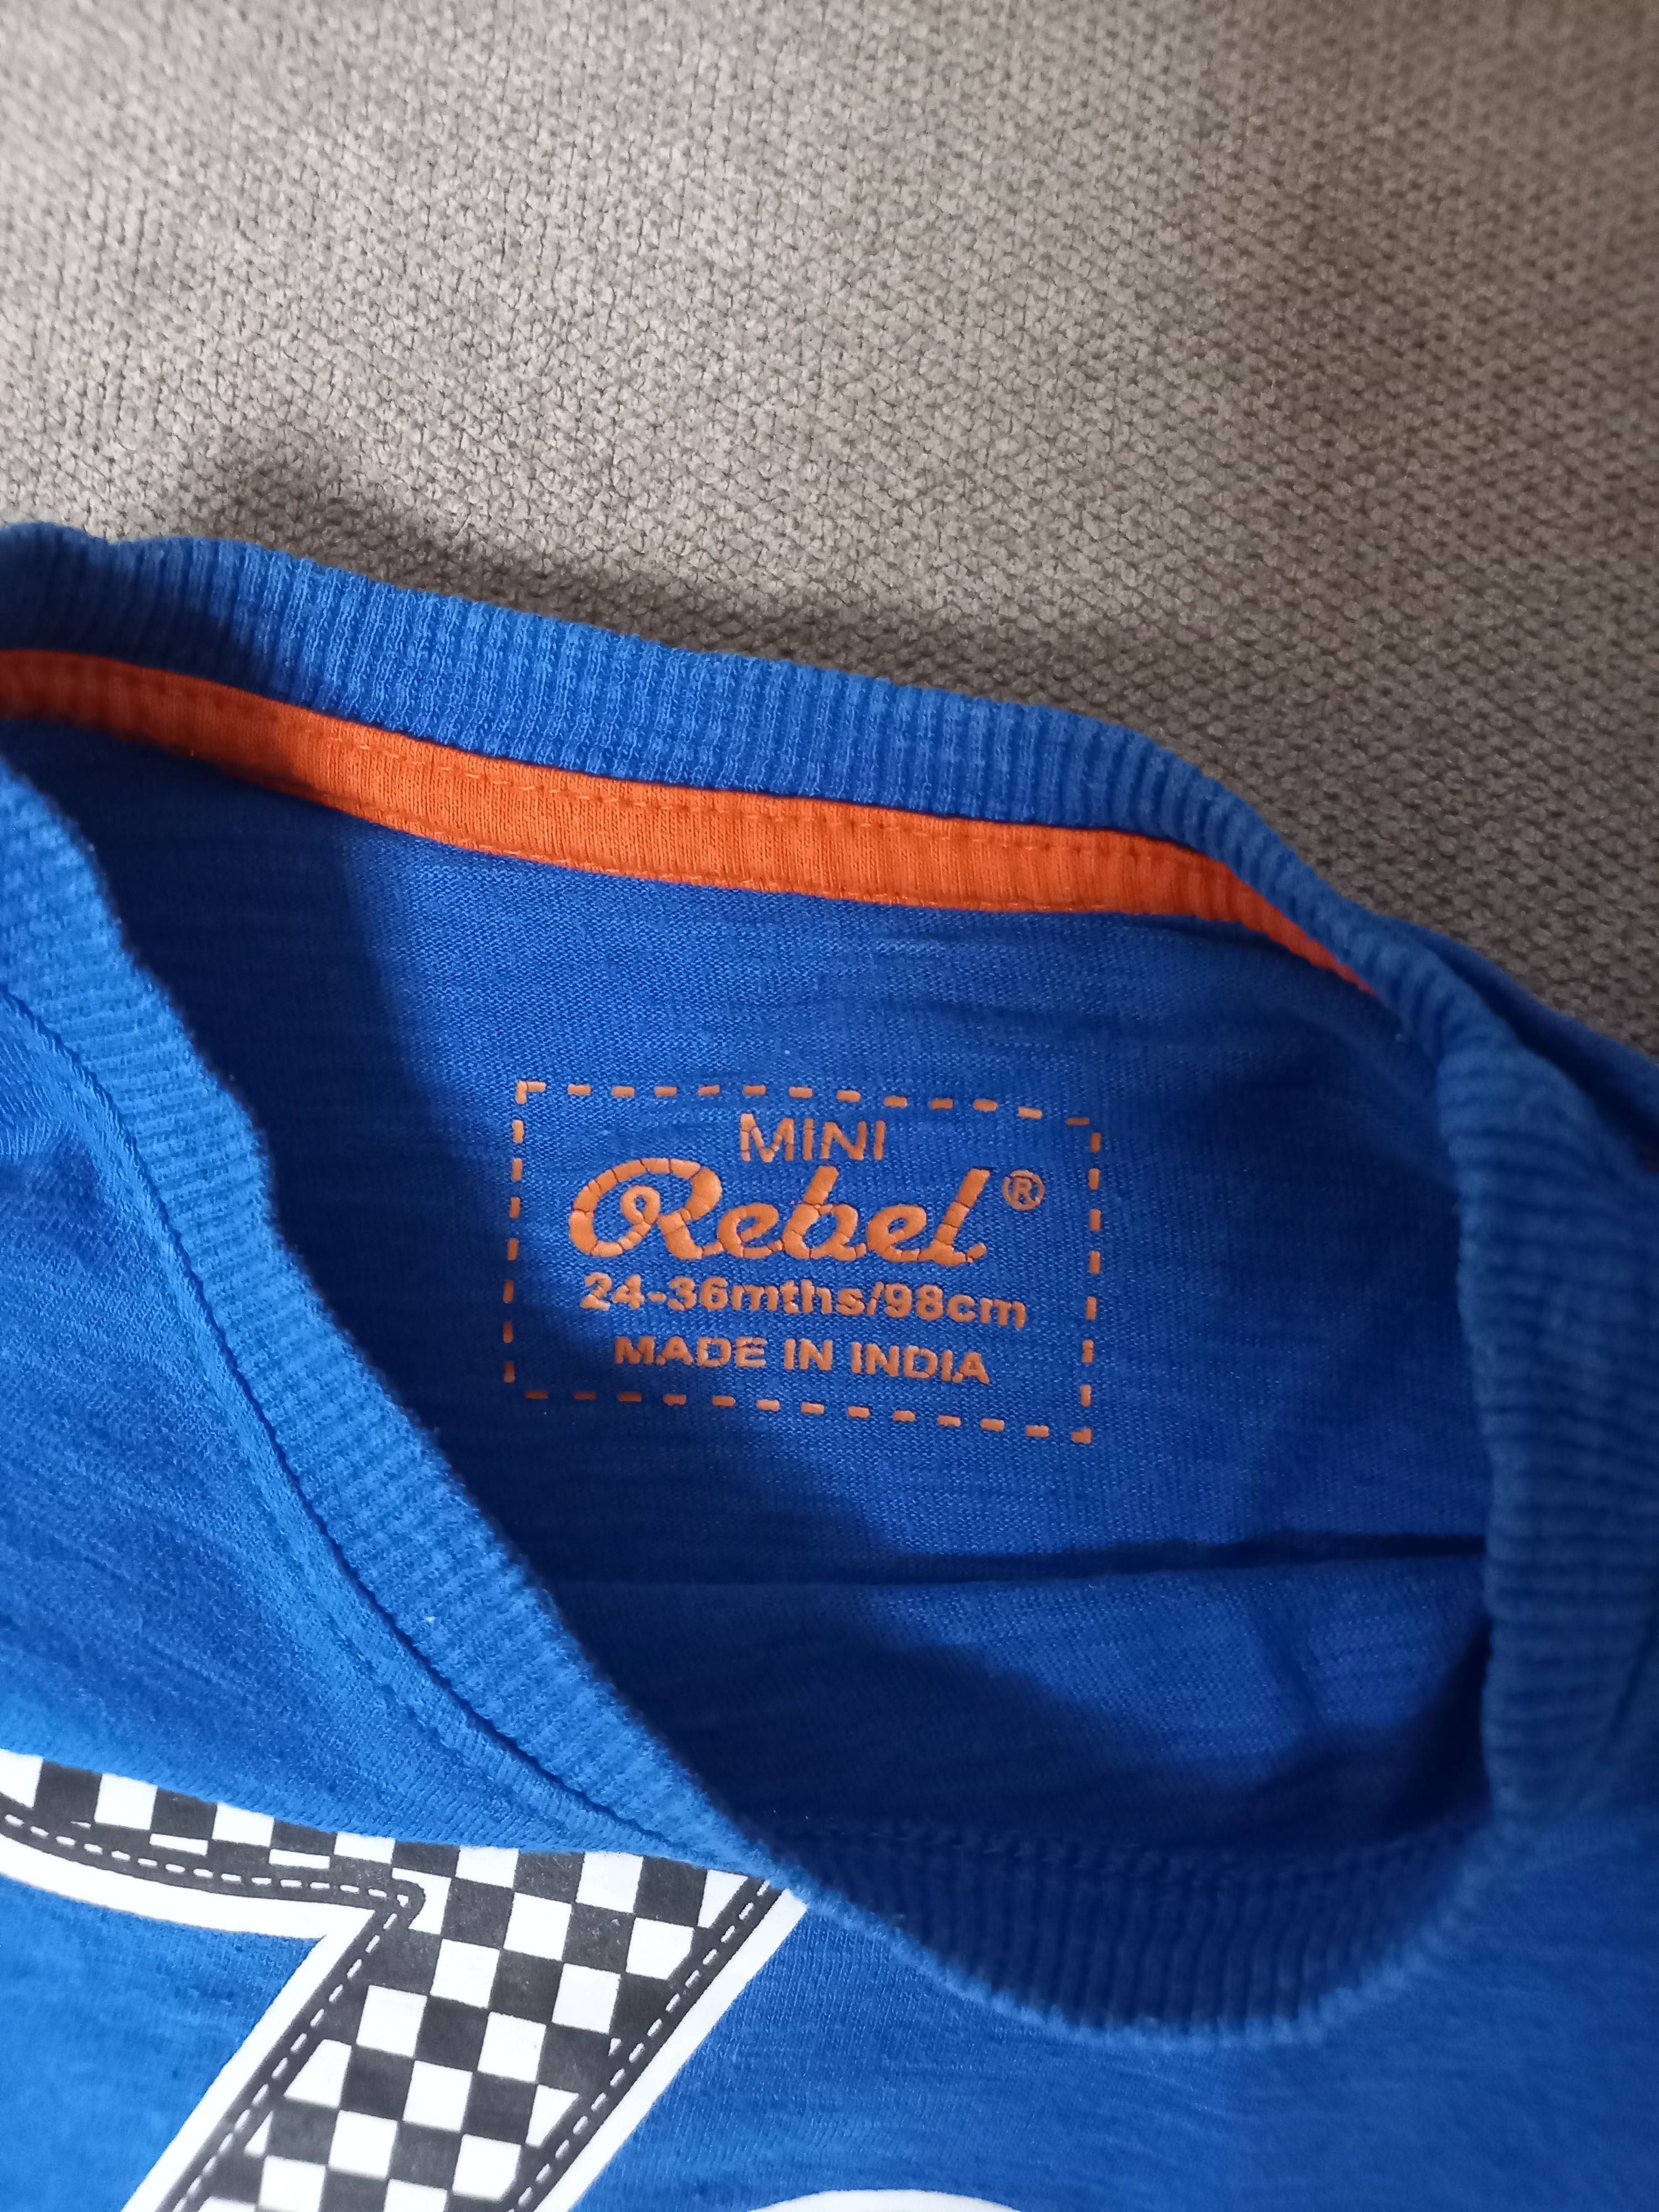 MINI
Rebel®
24-36mths/98cm
MADE IN INDIA